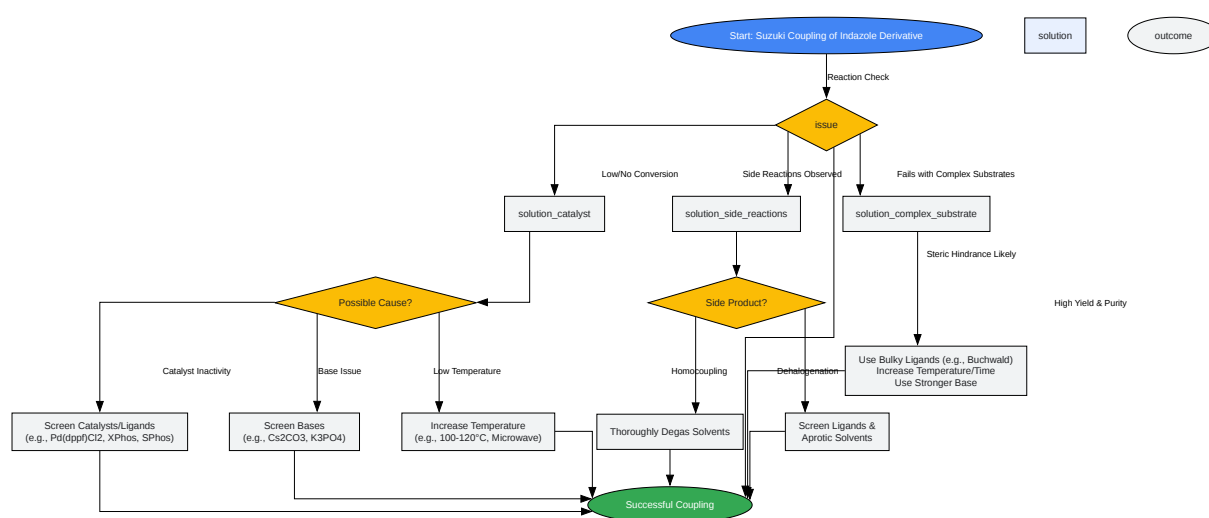 Start: Suzuki Coupling of Indazole Derivative
solution
outcome
Reaction Check
issue
Low/No Conversion
Side Reactions Observed
Fails with Complex Substrates
solution_catalyst
solution_side_reactions
solution_complex_substrate
Steric Hindrance Likely
Possible Cause?
Side Product?
High Yield & Purity
Catalyst Inactivity
Base Issue
Low Temperature
Homocoupling
Dehalogenation
Use Bulky Ligands (e.g., Buchwald)
Increase Temperature/Time
Use Stronger Base
Screen Catalysts/Ligands
(e.g., Pd(dppf)Cl2, XPhos, SPhos)
Screen Bases
(e.g., Cs2CO3, K3PO4)
Increase Temperature
(e.g., 100-120°C, Microwave)
Thoroughly Degas Solvents
Screen Ligands &
Aprotic Solvents
Successful Coupling